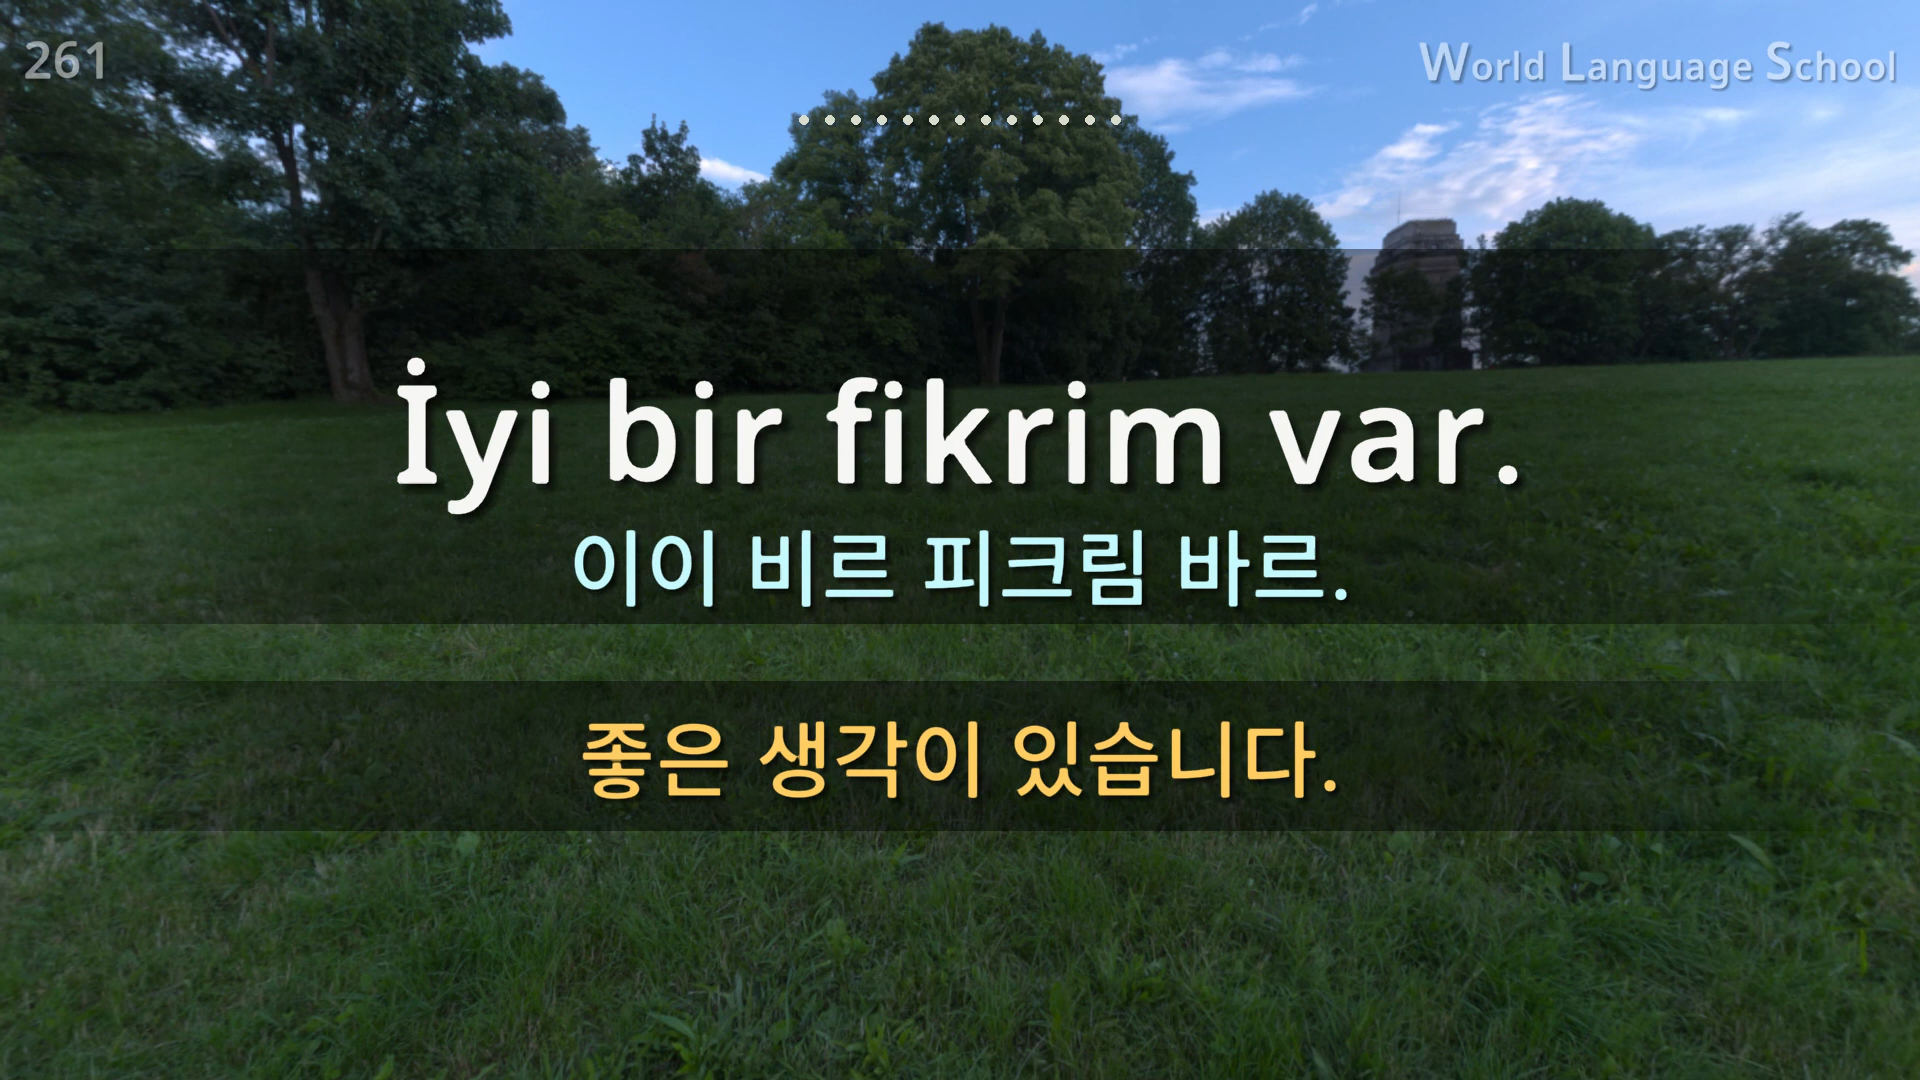 261
World Language School
İyi bir fikrim var.
이이 비르 피크림 바르.
좋은 생각이 있습니다.